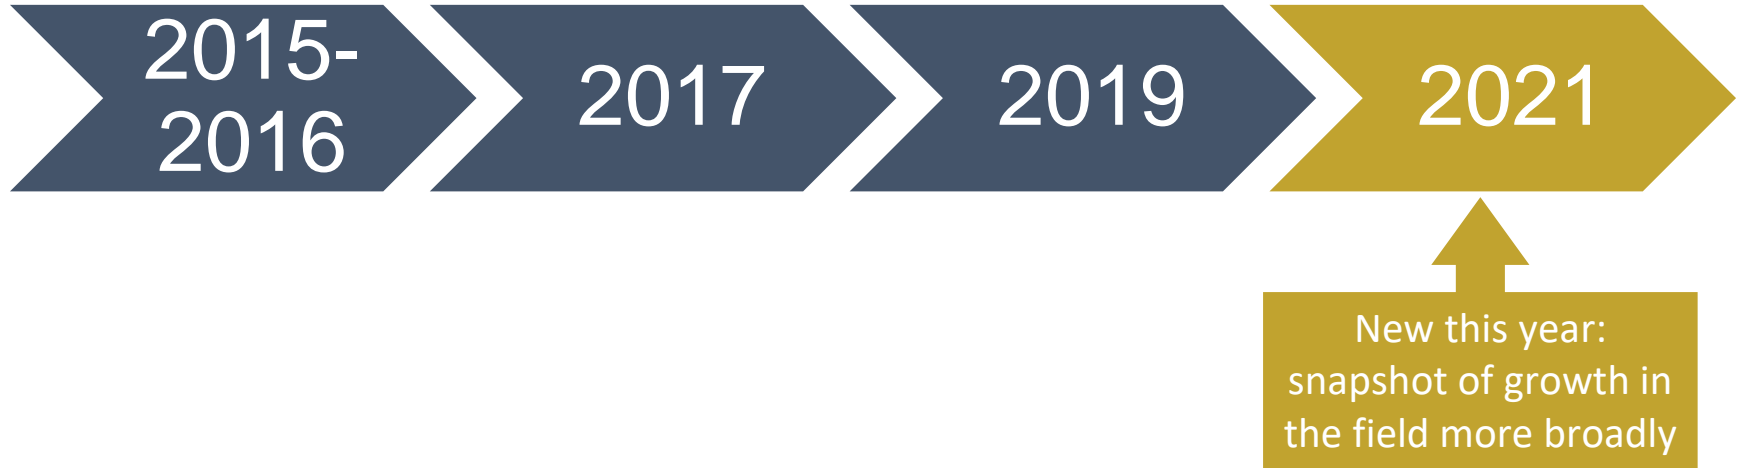 2015-
2016
2017
2019
2021
New this year:
snapshot of growth in
the field more broadly